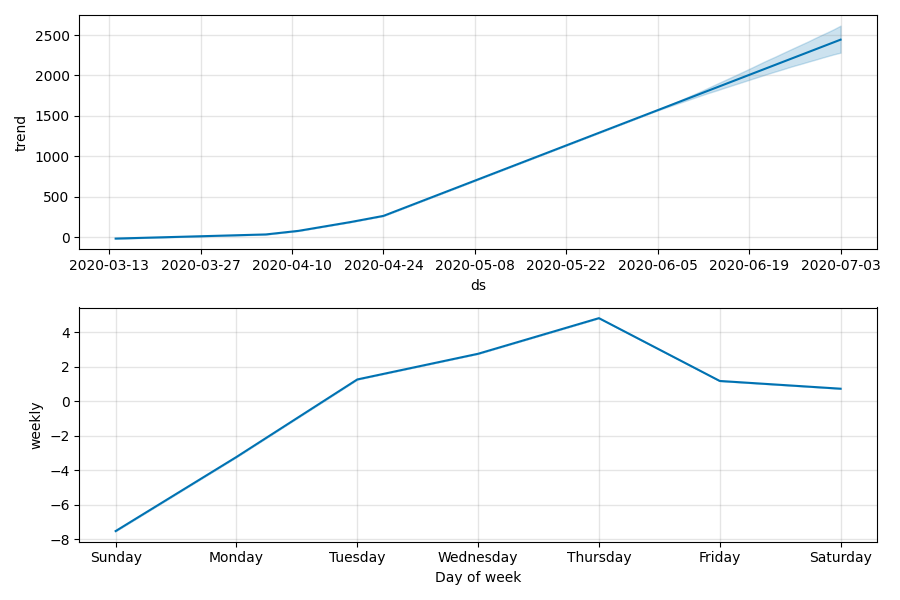 2500
2000
1500
1000
500
0
trend
2020-03-13 2020-03-27 2020-04-10 2020-04-24 2020-05-08 2020-05-22 2020-06-05 2020-06-19 2020-07-03
ds
4
2
0
−2
−4
−6
−8
weekly
Sunday Monday Tuesday Wednesday Thursday Friday Saturday
Day of week